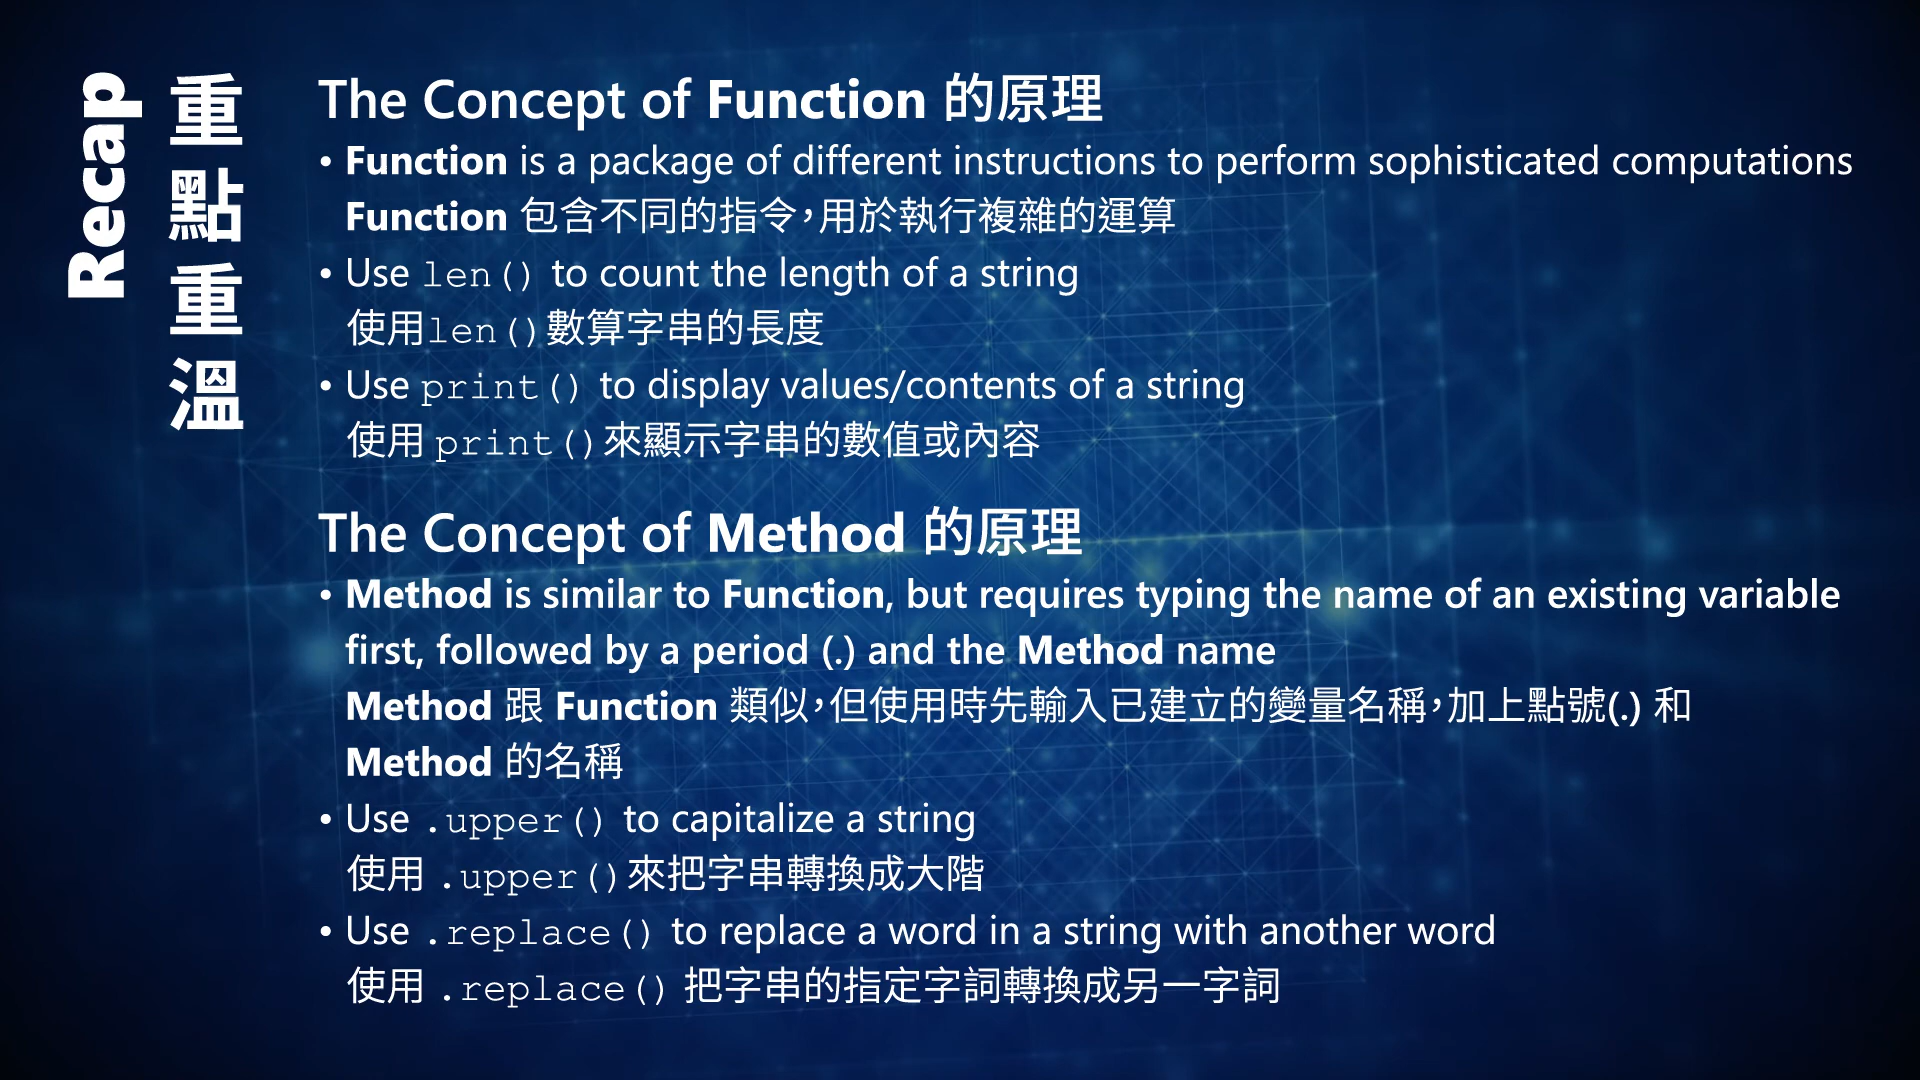 Recap
重點重溫
The Concept of Function 的原理
• Function is a package of different instructions to perform sophisticated computations
Function 包含不同的指令，用於執行複雜的運算
• Use len() to count the length of a string
使用len()數算字串的長度
• Use print() to display values/contents of a string
使用 print()來顯示字串的數值或內容
The Concept of Method 的原理
• Method is similar to Function, but requires typing the name of an existing variable
first, followed by a period (.) and the Method name
Method 跟 Function 類似，但使用時先輸入已建立的變量名稱，加上點號(.) 和
Method 的名稱
• Use .upper() to capitalize a string
使用 .upper()來把字串轉換成大階
• Use .replace() to replace a word in a string with another word
使用 .replace() 把字串的指定字詞轉換成另一字詞